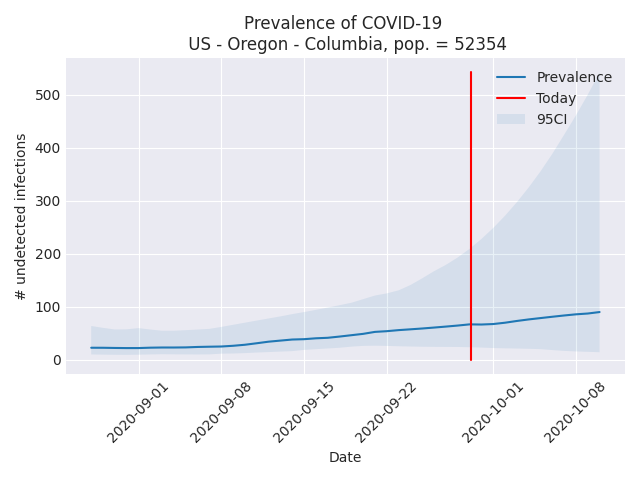 Prevalence of COVID-19
US - Oregon - Columbia, pop. = 52354
Prevalence
Today
95CI
# undetected infections
500
400
300
200
100
0
2020-09-01
2020-09-08
2020-09-15
2020-09-22
2020-10-01
2020-10-08
Date